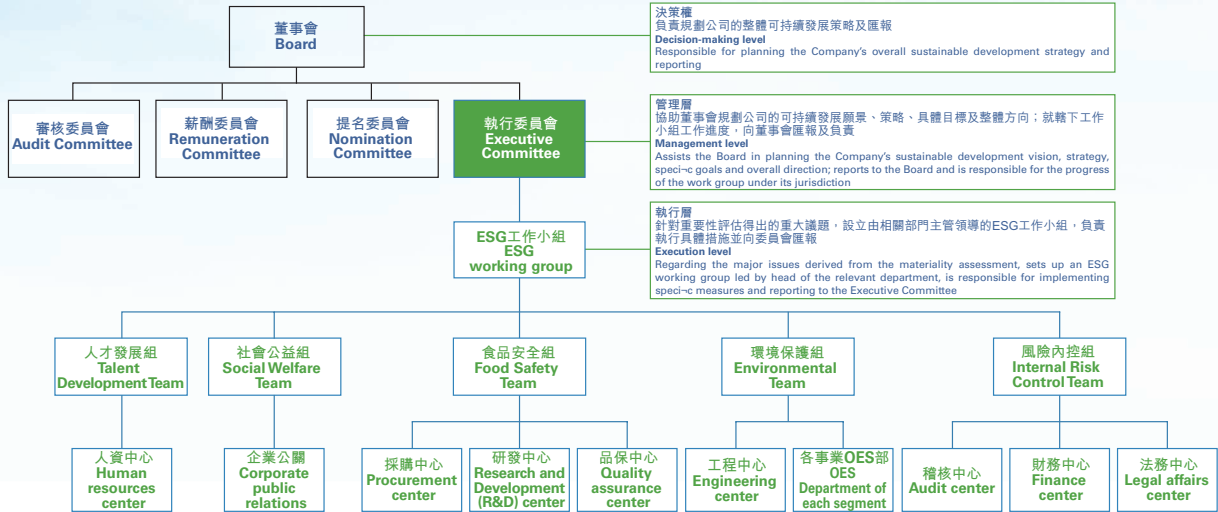 董事會
Board
決策權
負責規劃公司的整體可持續發展策略及匯報
Decision-making level
Responsible for planning the Company's overall sustainable development strategy and
reporting
審核委員會
Audit Committee
薪酬委員會
Remuneration
Committee
提名委員會
Nomination
Committee
執行委員會
Executive
Committee
管理層
協助董事會規劃公司的可持續發展願景、策略、具體目標及整體方向；就轄下工作
小組工作進度，向董事會匯報及負責
Management level
Assists the Board in planning the Company's sustainable development vision, strategy,
speci¬c goals and overall direction; reports to the Board and is responsible for the progress
of the work group under its jurisdiction
ESG工作小組
ESG
working group
執行層
針對重要性評估得出的重大議題，設立由相關部門主管領導的ESG工作小組，負責
執行具體措施並向委員會匯報
Execution level
Regarding the major issues derived from the materiality assessment, sets up an ESG
working group led by head of the relevant department, is responsible for implementing
speci¬c measures and reporting to the Executive Committee
人才發展組
Talent
Development Team
社會公益組
Social Welfare
Team
食品安全組
Food Safety
Team
環境保護組
Environmental
Team
風險內控組
Internal Risk
Control Team
人資中心
Human
resources
center
企業公關
Corporate
public
relations
採購中心
Procurement
center
研發中心
Research and
Development
(R&D) center
品保中心
Quality
assurance
center
工程中心
Engineering
center
各事業OES部
OES
Department of
each segment
稽核中心
Audit center
財務中心
Finance
center
法務中心
Legal affairs
center